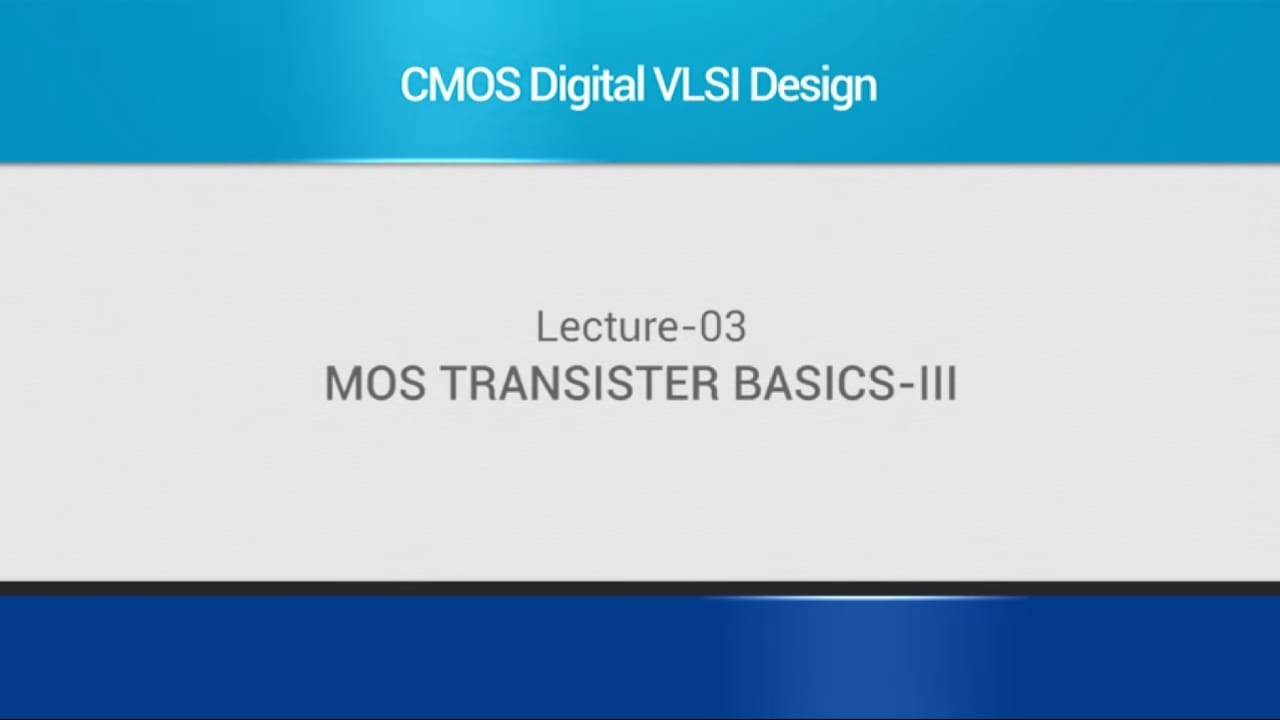 CMOS Digital VLSI Design
Lecture-03
MOS TRANSISTER BASICS-III